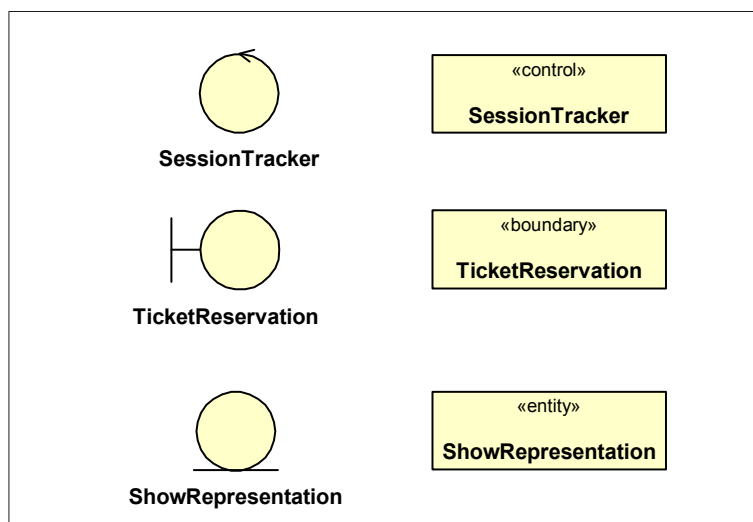 «control»
SessionTracker
SessionTracker
«boundary»
TicketReservation
TicketReservation
«entity»
ShowRepresentation
ShowRepresentation